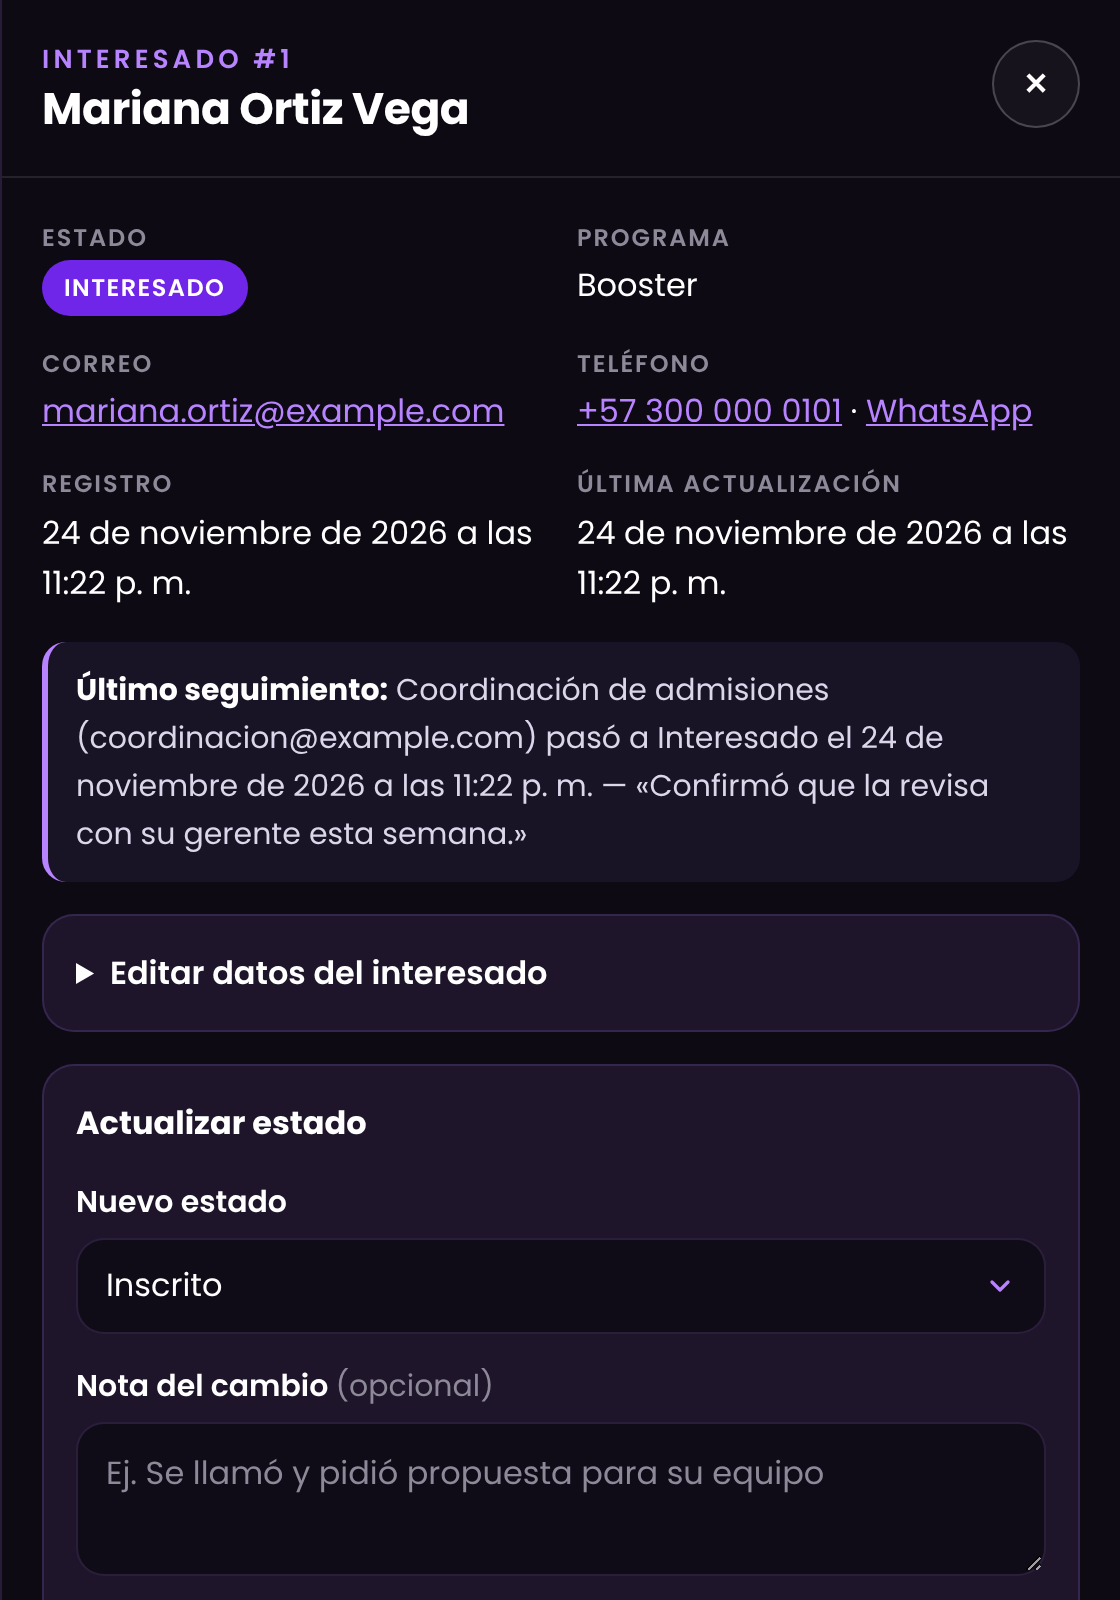 INTERESADO #1
Mariana Ortiz Vega
ESTADO
INTERESADO
PROGRAMA
Booster
CORREO
mariana.ortiz@example.com
TELÉFONO
+57 300 000 0101 · WhatsApp
REGISTRO
24 de noviembre de 2026 a las
11:22 p. m.
ÚLTIMA ACTUALIZACIÓN
24 de noviembre de 2026 a las
11:22 p. m.
Último seguimiento: Coordinación de admisiones
(coordinacion@example.com) pasó a Interesado el 24 de
noviembre de 2026 a las 11:22 p. m. — «Confirmó que la revisa
con su gerente esta semana.»
Editar datos del interesado
Actualizar estado
Nuevo estado
Inscrito
Nota del cambio (opcional)
Ej. Se llamó y pidió propuesta para su equipo